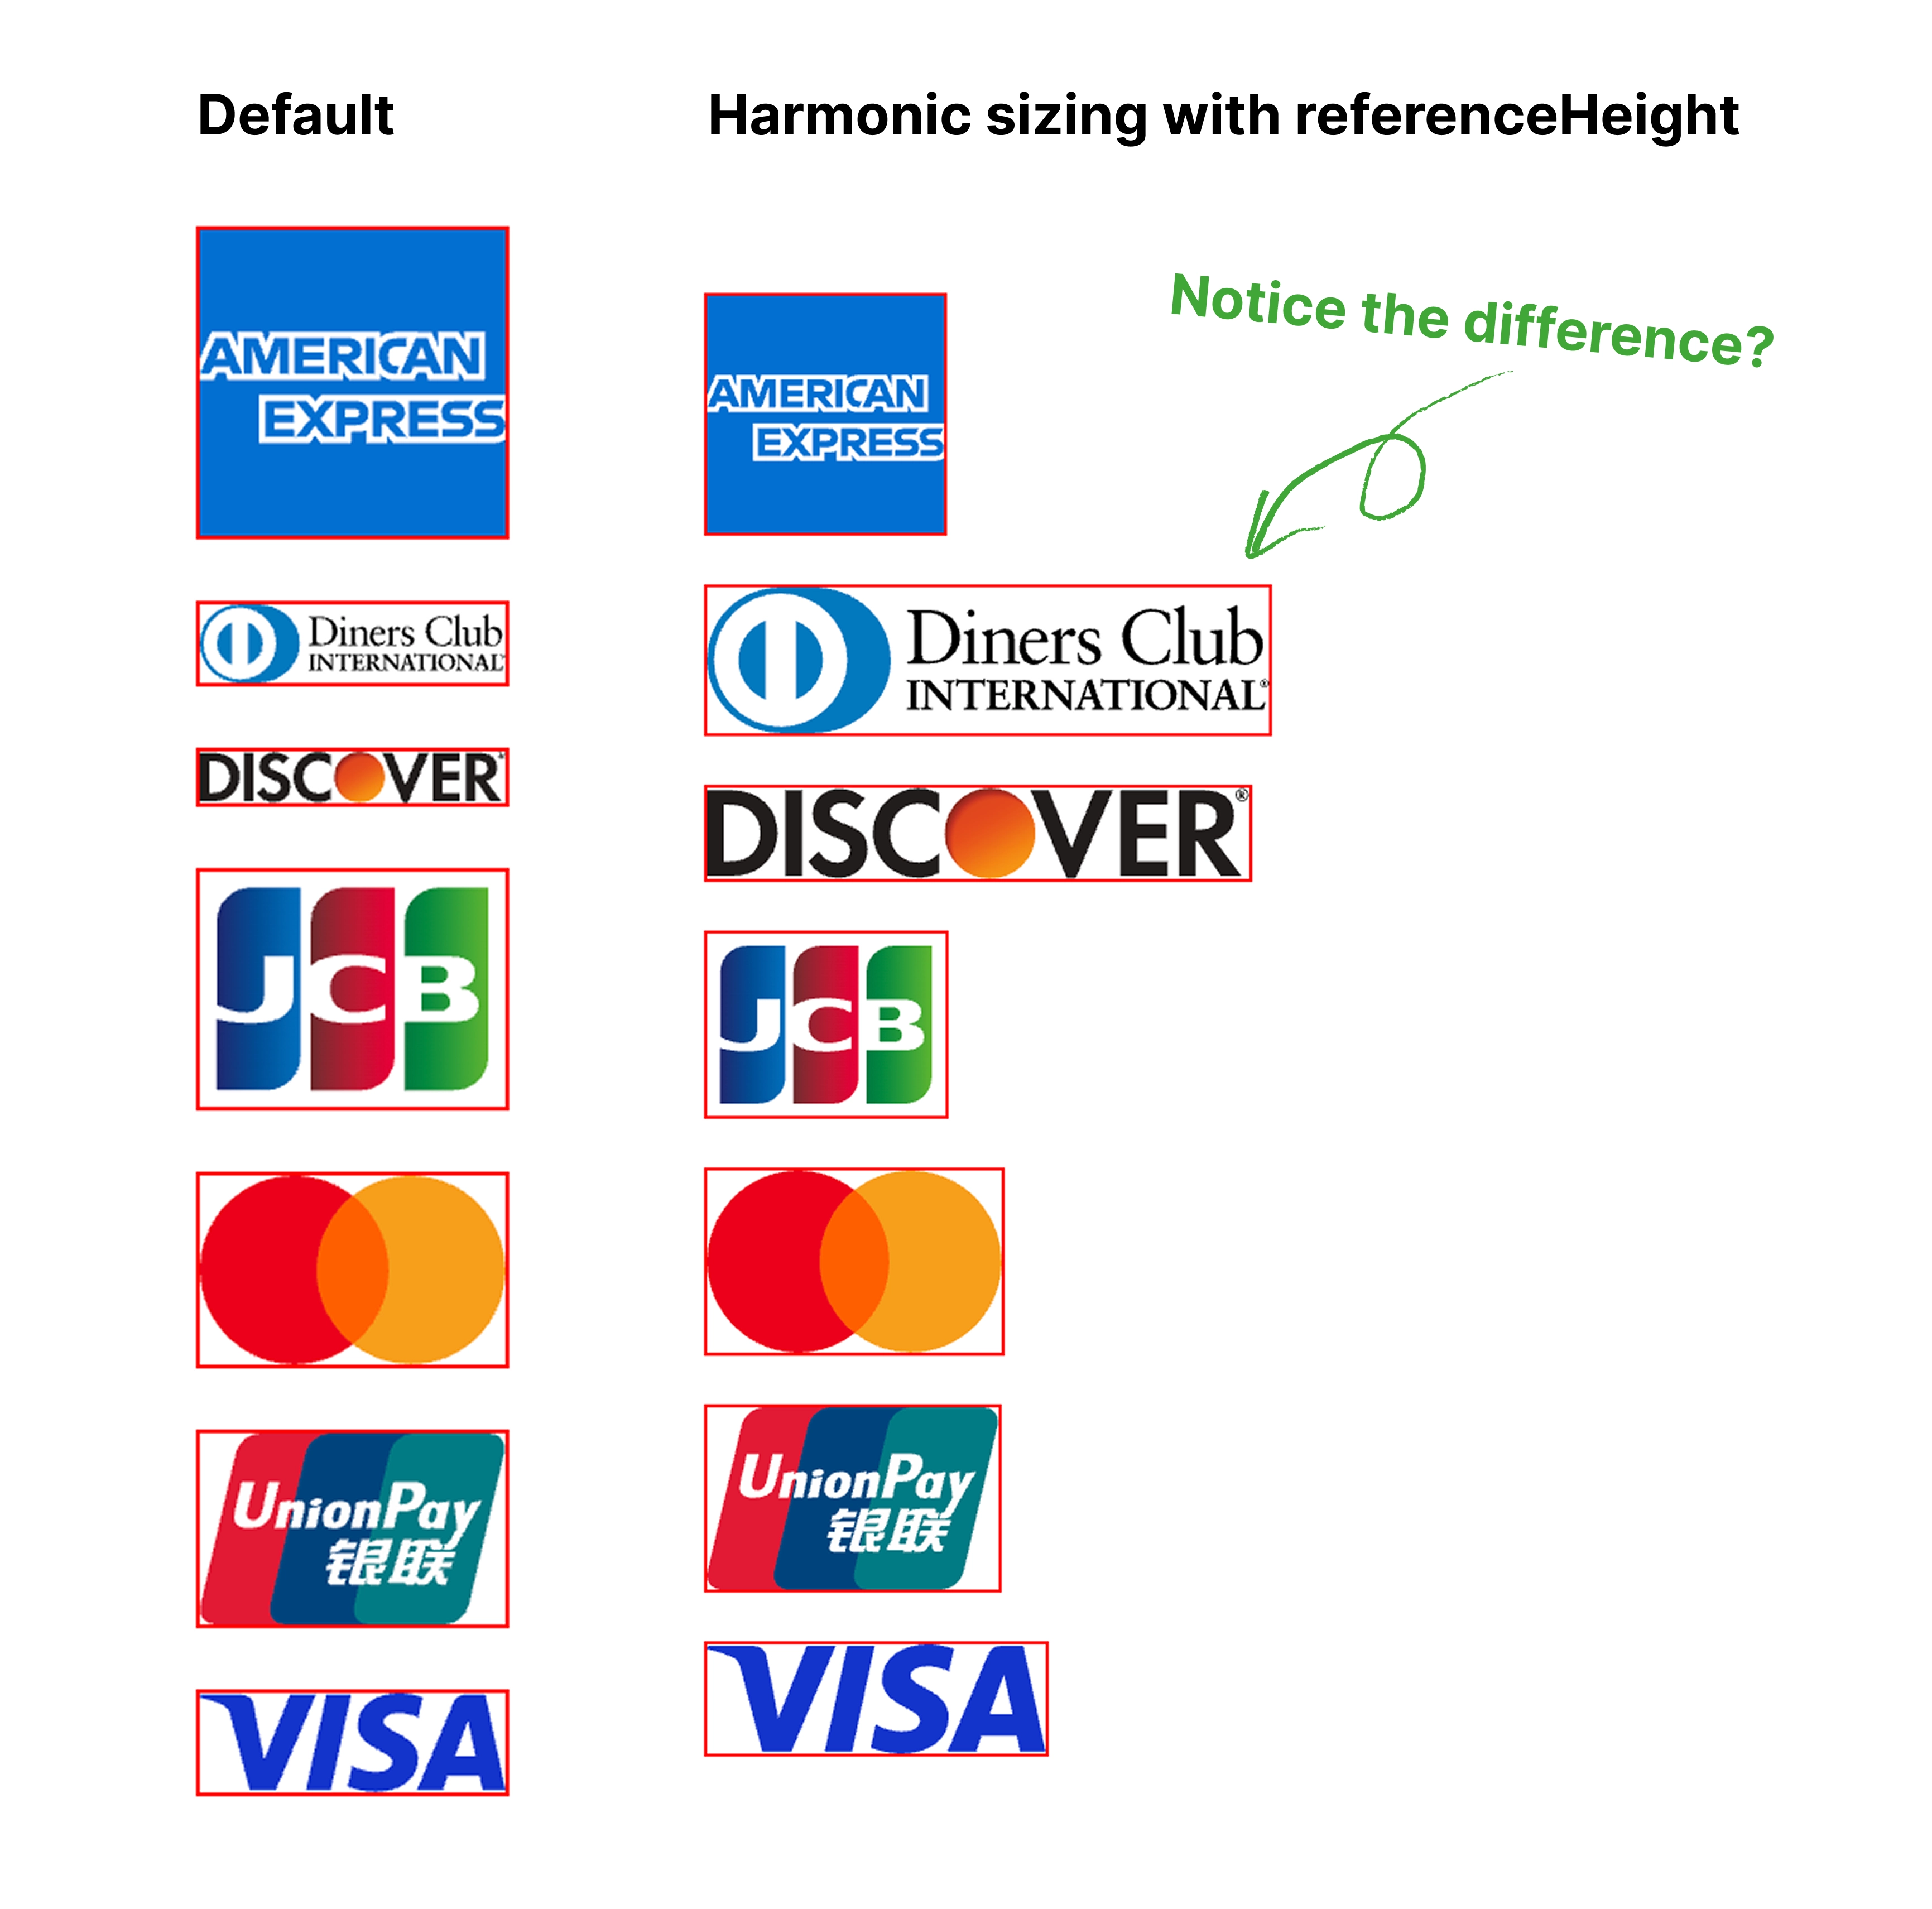 Default
Harmonic sizing with referenceHeight
Notice the difference?
AMERICAN
EXPRESS
Diners Club
INTERNATIONAL
DISCOVER®
JCB
UnionPay
银联
VISA
AMERICAN
EXPRESS
Diners Club
INTERNATIONAL®
DISCOVER®
JCB
UnionPay
银联
VISA